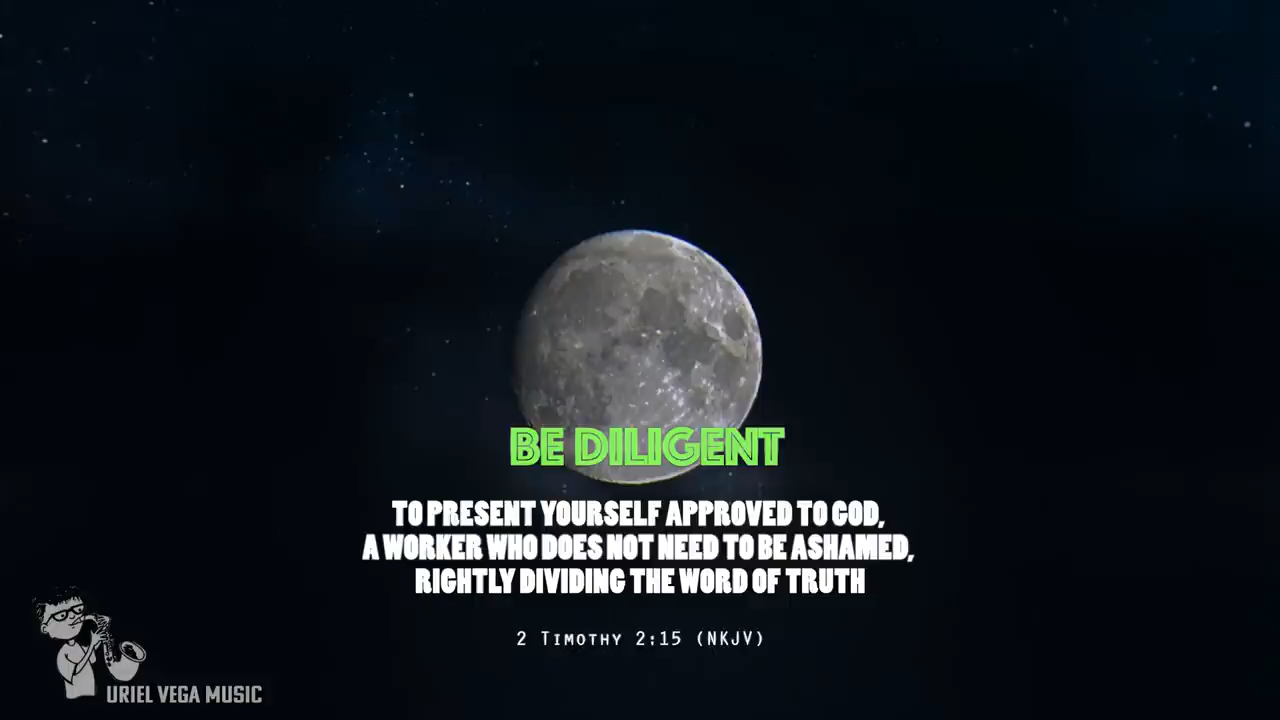 BE DILIGENT
TO PRESENT YOURSELF APPROVED TO GOD,
A WORKER WHO DOES NOT NEED TO BE ASHAMED,
RIGHTLY DIVIDING THE WORD OF TRUTH
2 TIMOTHY 2:15 (NKJV)
URIEL VEGA MUSIC